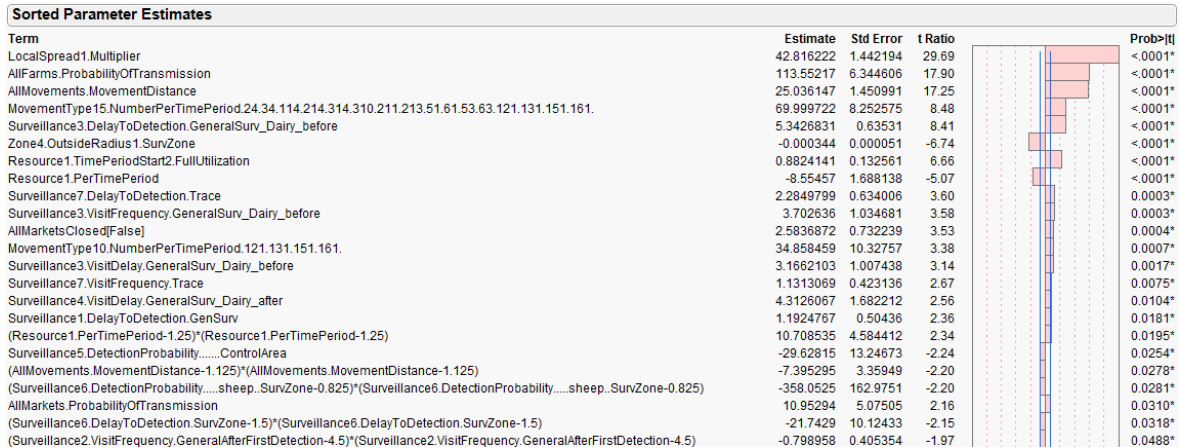 Sorted Parameter Estimates
Term Estimate Std Error t Ratio Prob>|t|
LocalSpread1.Multiplier 42.816222 1.442194 29.69 <.0001*
AllFarms.ProbabilityOfTransmission 113.55217 6.344606 17.90 <.0001*
AllMovements.MovementDistance 25.036147 1.450991 17.25 <.0001*
MovementType15.NumberPerTimePeriod.24.34.114.214.314.310.211.213.51.61.53.63.121.131.151.161. 69.999722 8.252575 8.48 <.0001*
Surveillance3.DelayToDetection.GeneralSurv_Dairy_before 5.3426831 0.63531 8.41 <.0001*
Zone4.OutsideRadius1.SurvZone -0.000344 0.000051 -6.74 <.0001*
Resource1.TimePeriodStart2.FullUtilization 0.8824141 0.132561 6.66 <.0001*
Resource1.PerTimePeriod -8.55457 1.688138 -5.07 <.0001*
Surveillance7.DelayToDetection.Trace 2.2849799 0.634006 3.60 0.0003*
Surveillance3.VisitFrequency.GeneralSurv_Dairy_before 3.702636 1.034681 3.58 0.0003*
AllMarketsClosed[False] 2.5836872 0.732239 3.53 0.0004*
MovementType10.NumberPerTimePeriod.121.131.151.161. 34.858459 10.32757 3.38 0.0007*
Surveillance3.VisitDelay.GeneralSurv_Dairy_before 3.1662103 1.007438 3.14 0.0017*
Surveillance7.VisitFrequency.Trace 1.1313069 0.423136 2.67 0.0075*
Surveillance4.VisitDelay.GeneralSurv_Dairy_after 4.3126067 1.682212 2.56 0.0104*
Surveillance1.DelayToDetection.GenSurv 1.1924767 0.50436 2.36 0.0181*
(Resource1.PerTimePeriod-1.25)*(Resource1.PerTimePeriod-1.25) 10.708535 4.584412 2.34 0.0195*
Surveillance5.DetectionProbability.......ControlArea -29.62815 13.24673 -2.24 0.0254*
(AllMovements.MovementDistance-1.125)*(AllMovements.MovementDistance-1.125) -7.395295 3.35949 -2.20 0.0278*
(Surveillance6.DetectionProbability.....sheep..SurvZone-0.825)*(Surveillance6.DetectionProbability.....sheep..SurvZone-0.825) -358.0525 162.9751 -2.20 0.0281*
AllMarkets.ProbabilityOfTransmission 10.95294 5.07505 2.16 0.0310*
(Surveillance6.DelayToDetection.SurvZone-1.5)*(Surveillance6.DelayToDetection.SurvZone-1.5) -21.7429 10.12433 -2.15 0.0318*
(Surveillance2.VisitFrequency.GeneralAfterFirstDetection-4.5)*(Surveillance2.VisitFrequency.GeneralAfterFirstDetection-4.5) -0.798958 0.405354 -1.97 0.0488*